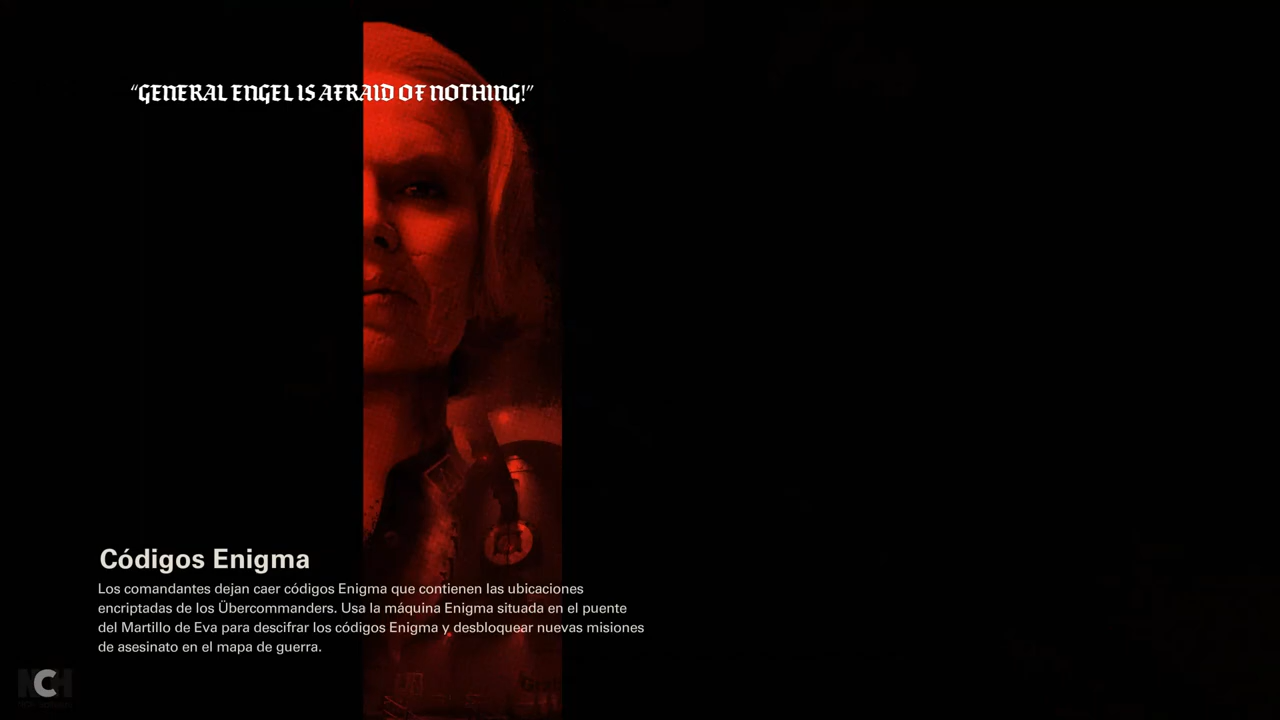 “GENERAL ENGEL IS AFRAID OF NOTHING!”
Códigos Enigma
Los comandantes dejan caer códigos Enigma que contienen las ubicaciones
encriptadas de los Übercommanders. Usa la máquina Enigma situada en el puente
del Martillo de Eva para descifrar los códigos Enigma y desbloquear nuevas misiones
de asesinato en el mapa de guerra.
NCH